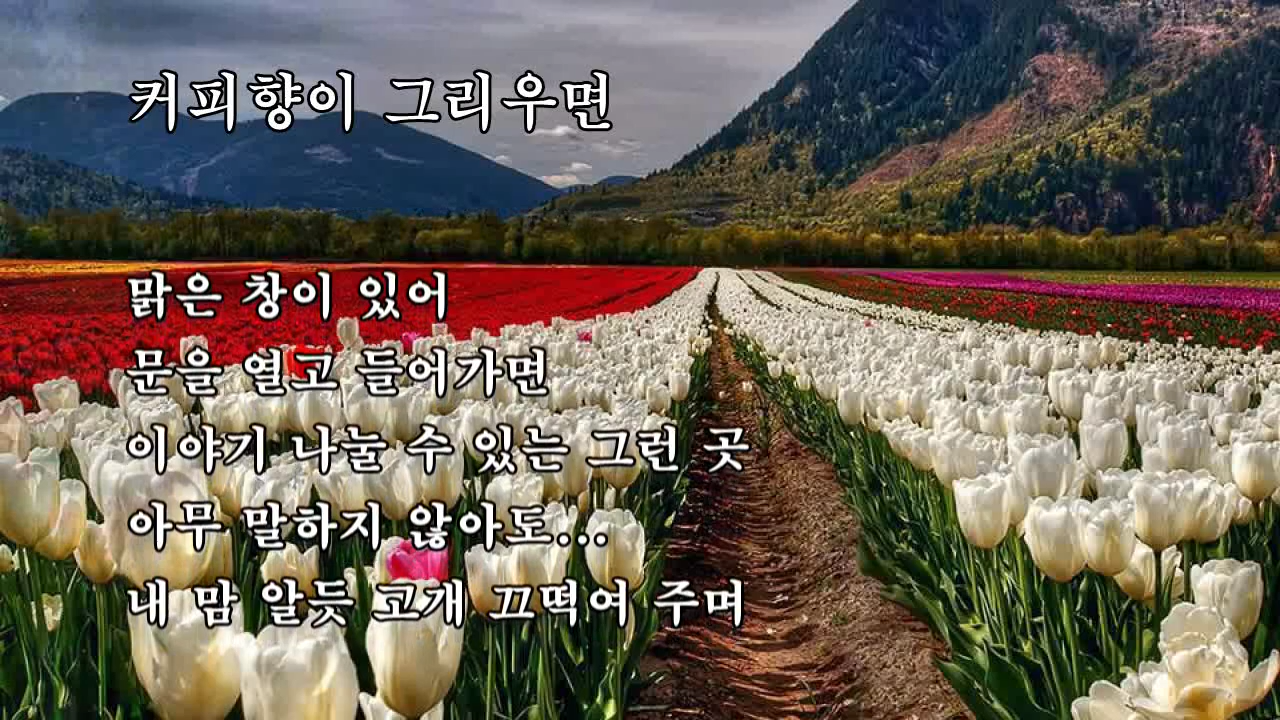 커피향이 그리우면
맑은 창이 있어
문을 열고 들어가면
이야기 나눌 수 있는 그런 곳
아무 말하지 않아도...
내 맘 알듯 고개 끄떡여 주며